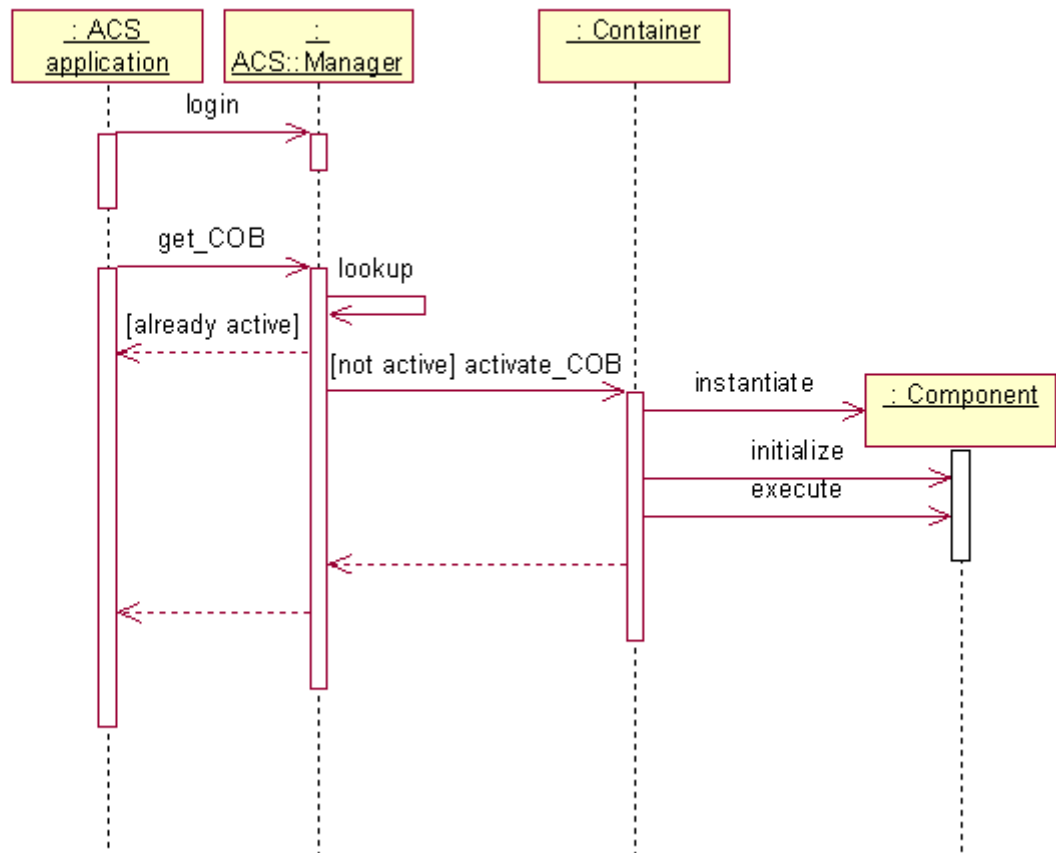 : ACS
application
:
ACS::Manager
: Container
login
get_COB
lookup
[already active]
[not active] activate_COB
instantiate
: Component
initialize
execute